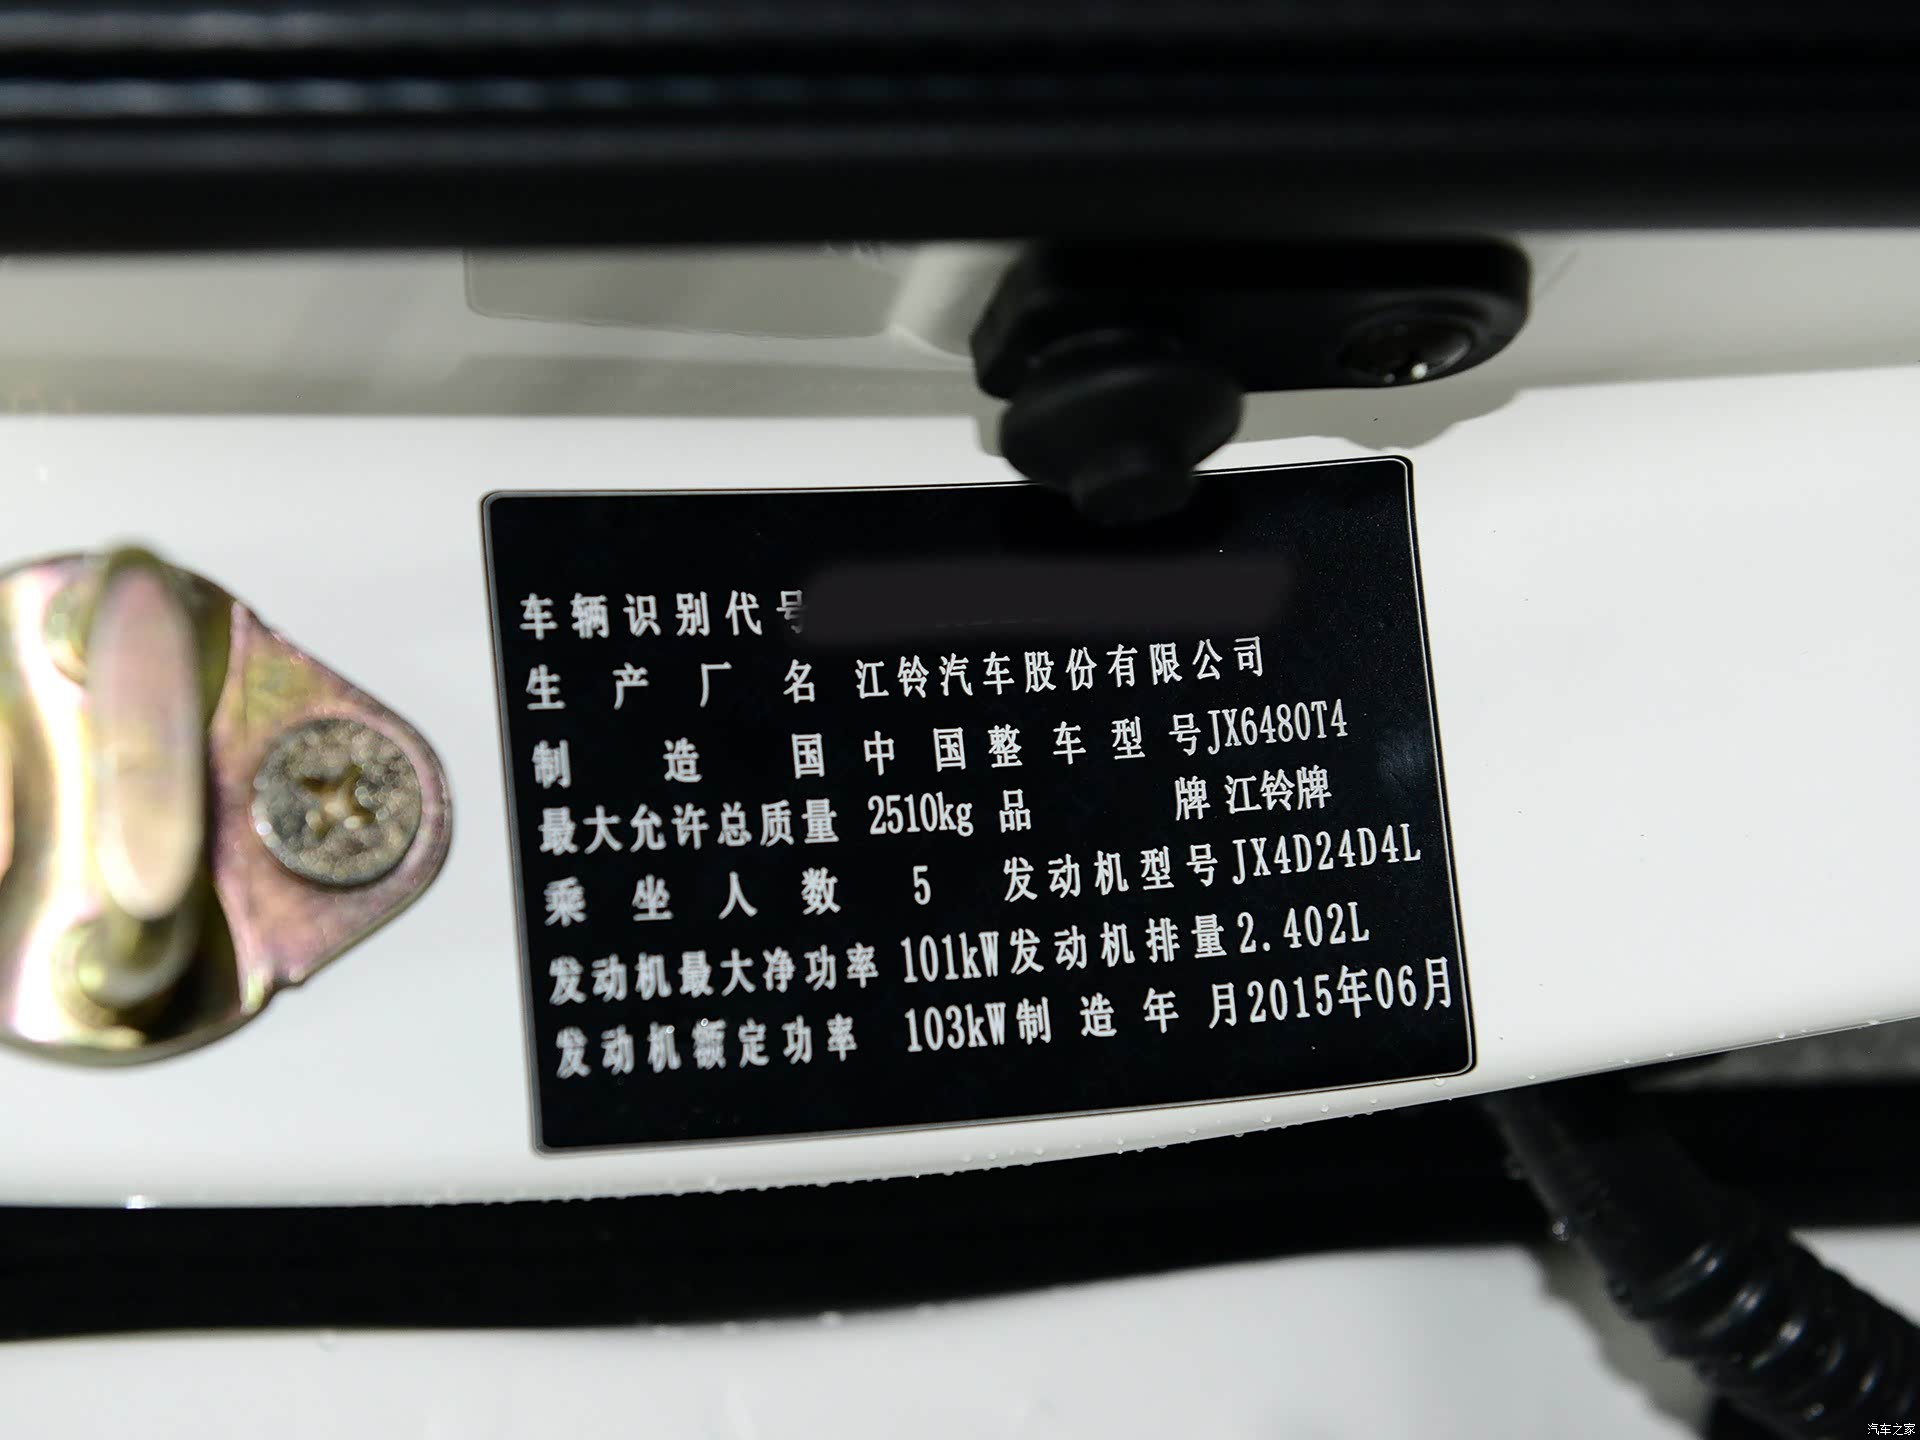 车辆识别代号
生产厂名 江铃汽车股份有限公司
制造国 中国 整车型号 JX6480T4
最大允许总质量 2510kg 品牌 江铃牌
乘坐人数 5 发动机型号 JX4D24D4L
发动机最大净功率 101kW 发动机排量 2.402L
发动机额定功率 103kW 制造年月 2015年06月
汽车之家